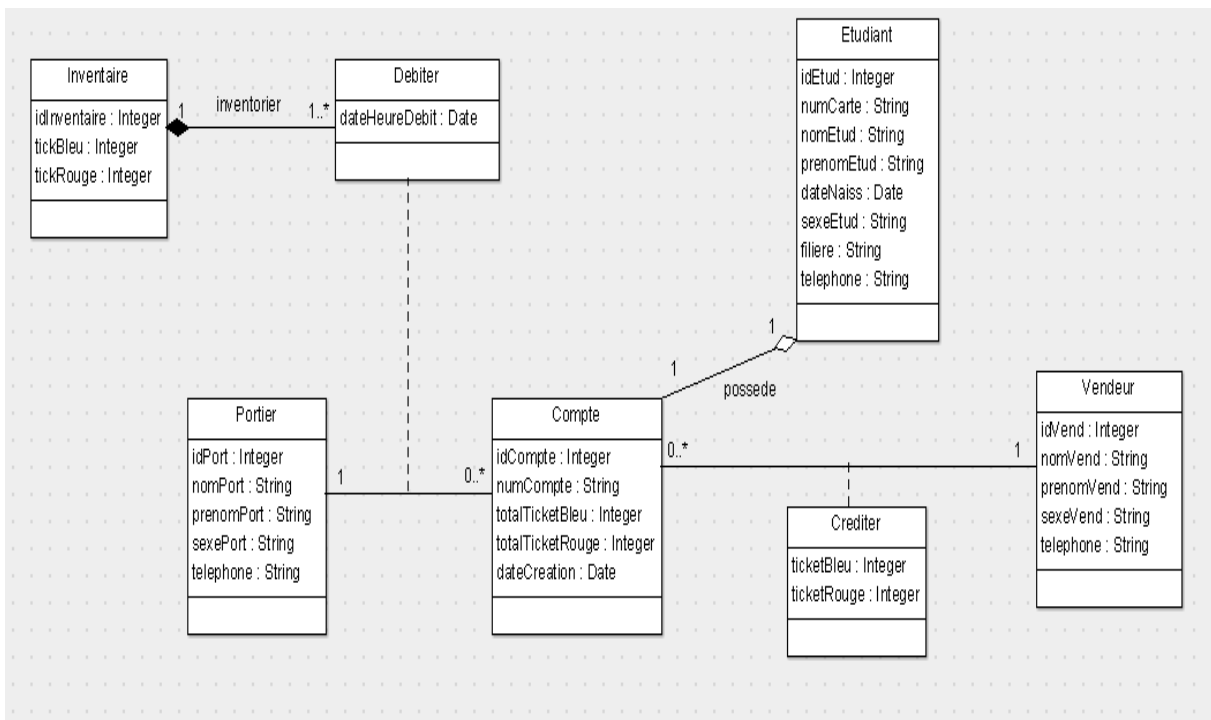 Inventaire
idInventaire : Integer
tickBleu : Integer
tickRouge : Integer
1
inventorier
1..*
Debiter
dateHeureDebit : Date
Etudiant
idEtud : Integer
numCarte : String
nomEtud : String
prenomEtud : String
dateNaiss : Date
sexeEtud : String
filiere : String
telephone : String
1
1
possede
Portier
idPort : Integer
nomPort : String
prenomPort : String
sexePort : String
telephone : String
1
0..*
Compte
idCompte : Integer
numCompte : String
totalTicketBleu : Integer
totalTicketRouge : Integer
dateCreation : Date
0..*
1
Crediter
ticketBleu : Integer
ticketRouge : Integer
Vendeur
idVend : Integer
nomVend : String
prenomVend : String
sexeVend : String
telephone : String